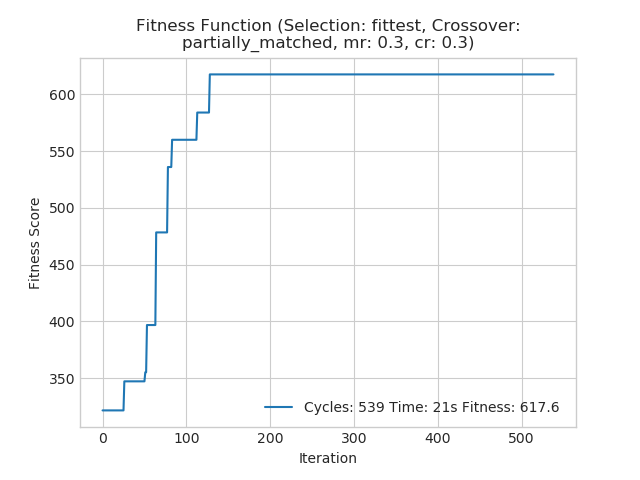 Fitness Function (Selection: fittest, Crossover:
partially_matched, mr: 0.3, cr: 0.3)
Fitness Score
600
550
500
450
400
350
Cycles: 539 Time: 21s Fitness: 617.6
0 100 200 300 400 500
Iteration